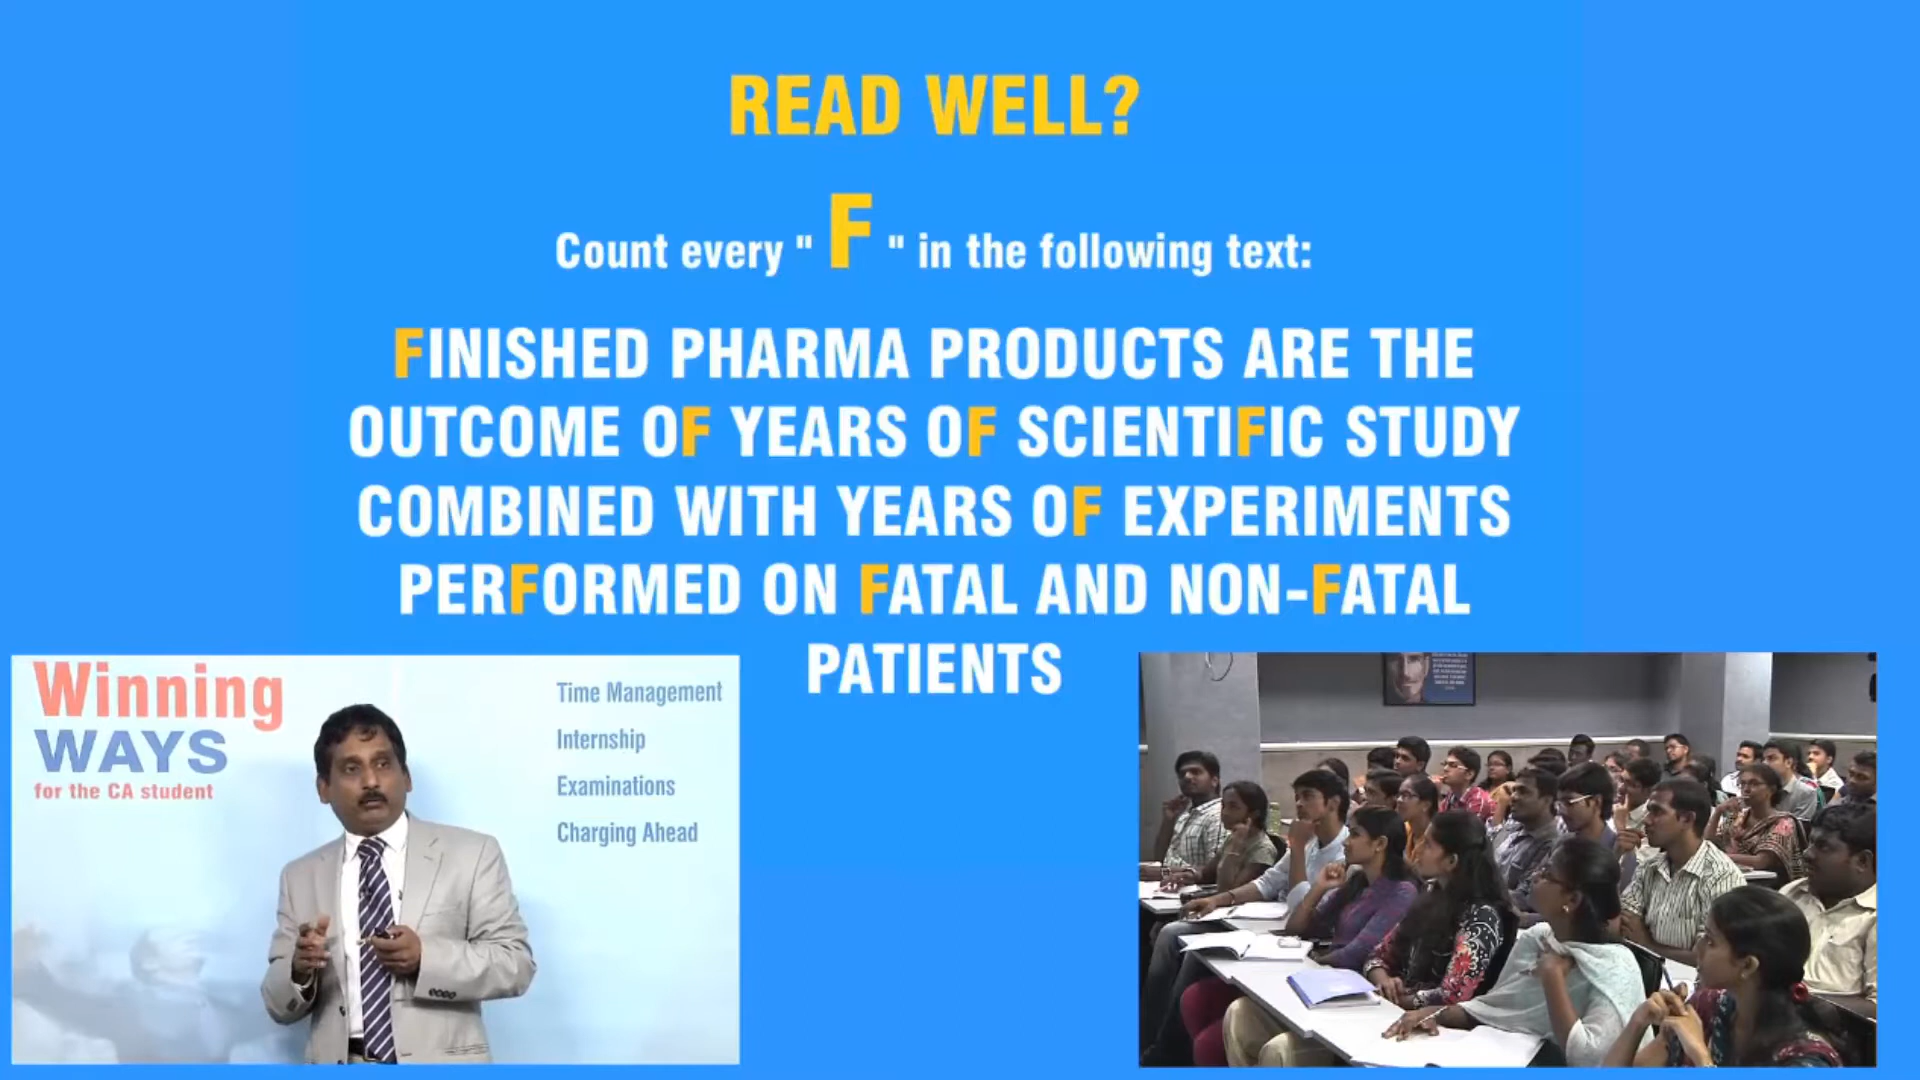 READ WELL?
Count every " F " in the following text:
FINISHED PHARMA PRODUCTS ARE THE
OUTCOME OF YEARS OF SCIENTIFIC STUDY
COMBINED WITH YEARS OF EXPERIMENTS
PERFORMED ON FATAL AND NON-FATAL
PATIENTS
Winning
WAYS
for the CA student
Time Management
Internship
Examinations
Charging Ahead